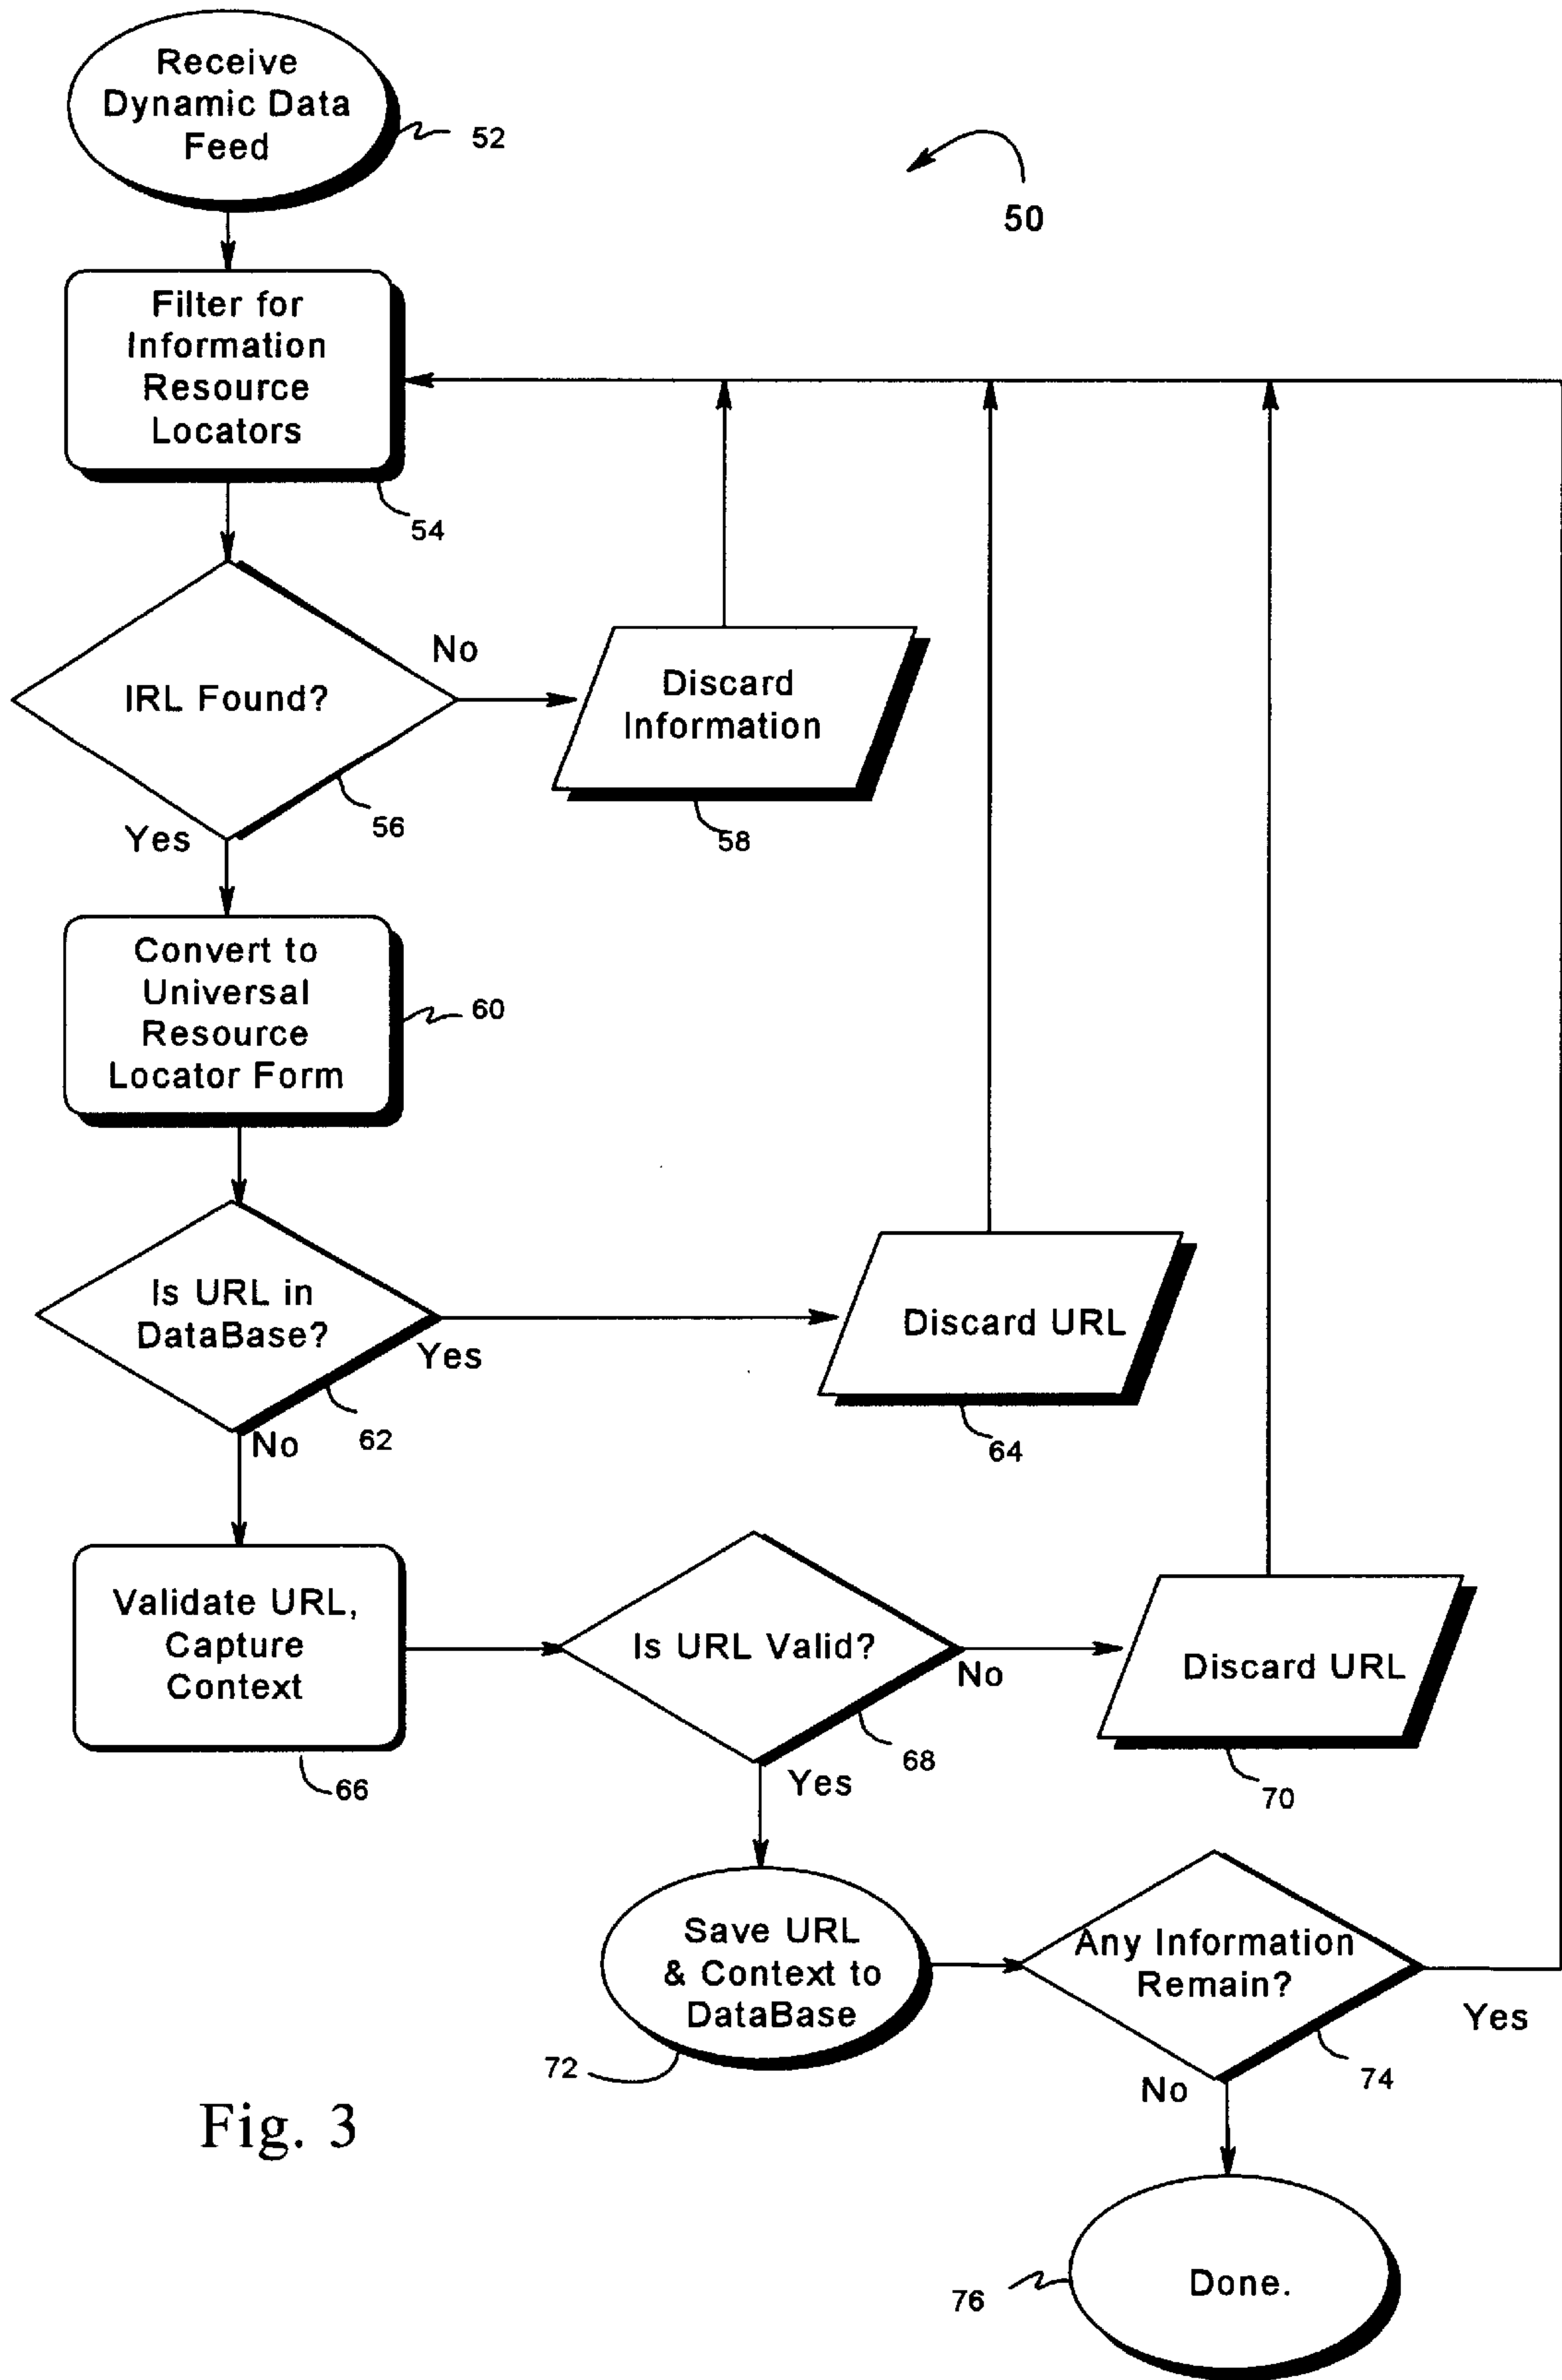 Receive
Dynamic Data
Feed
52
50
Filter for
Information
Resource
Locators
54
IRL Found?
No
56
Yes
Discard
Information
58
Convert to
Universal
Resource
Locator Form
60
Is URL in
DataBase?
Yes
62
No
Discard URL
64
Validate URL,
Capture
Context
66
Is URL Valid?
No
68
Yes
Discard URL
70
Save URL
& Context to
DataBase
72
Any Information
Remain?
Yes
74
No
Done.
76
Fig. 3